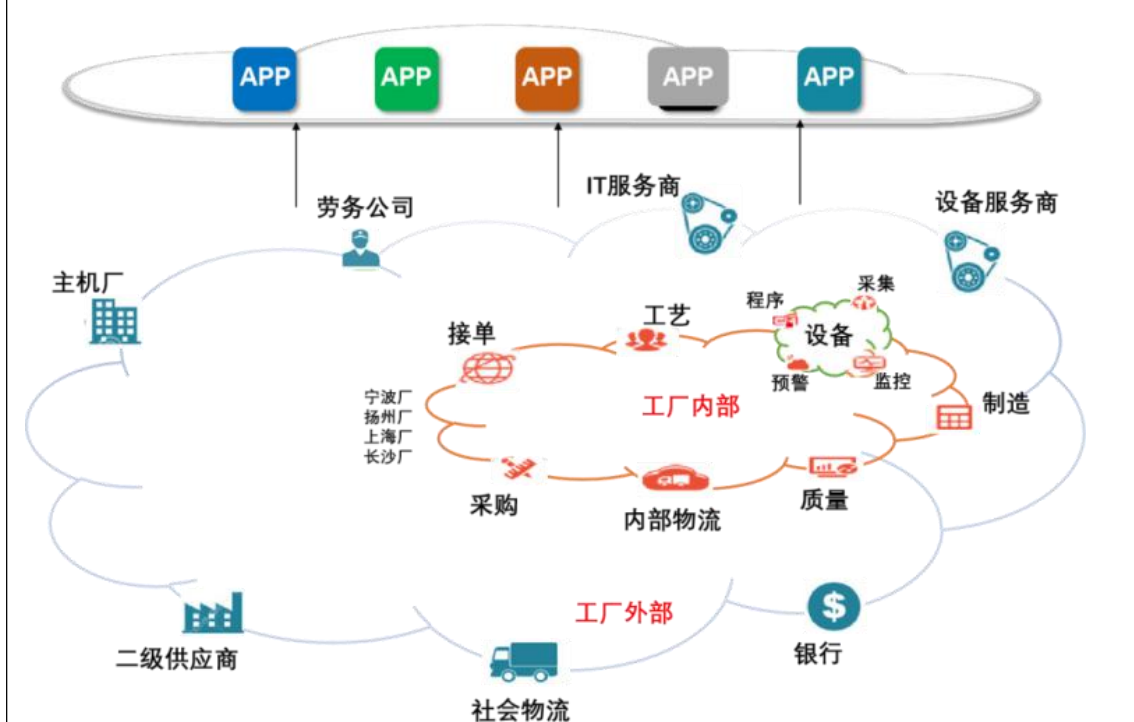 APP APP APP APP APP
IT服务商
劳务公司
设备服务商
主机厂
采集
程序
工艺
接单
设备
预警
监控
宁波厂
扬州厂
上海厂
长沙厂
工厂内部
制造
采购
内部物流
质量
工厂外部
二级供应商
社会物流
银行